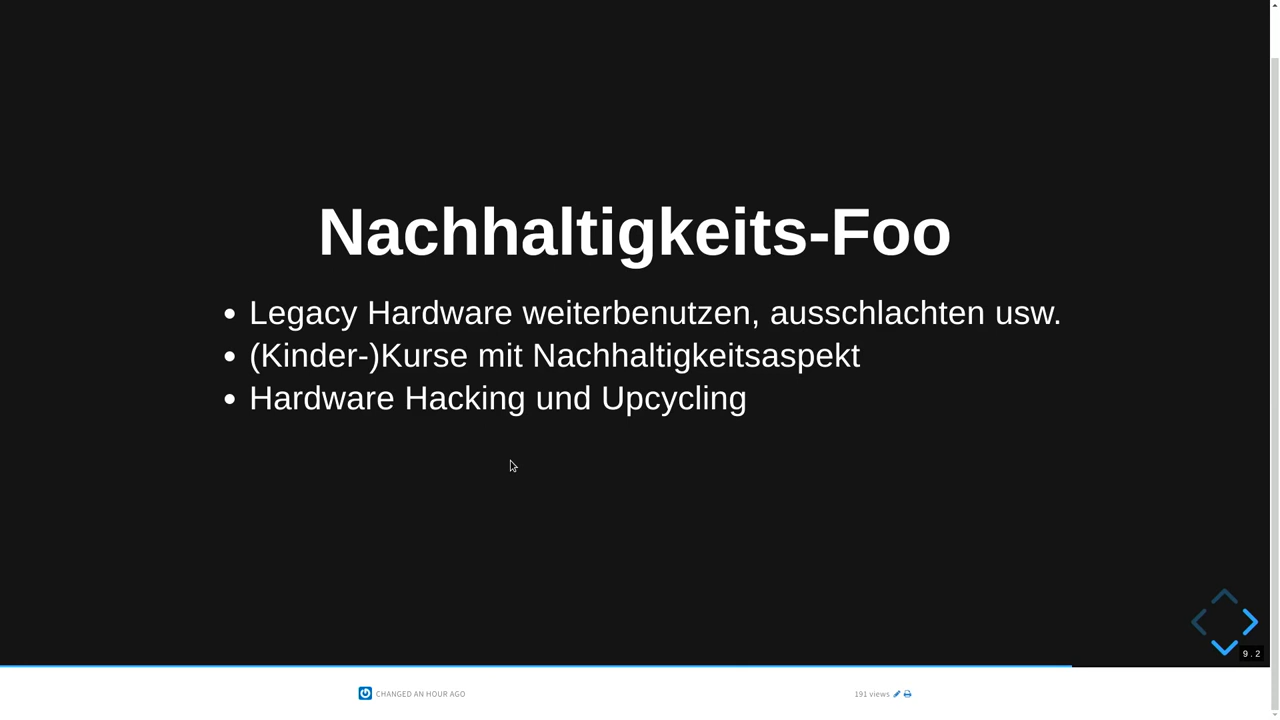 Nachhaltigkeits-Foo
Legacy Hardware weiterbenutzen, ausschlachten usw.
(Kinder-)Kurse mit Nachhaltigkeitsaspekt
Hardware Hacking und Upcycling
9.2
CHANGED AN HOUR AGO
191 views